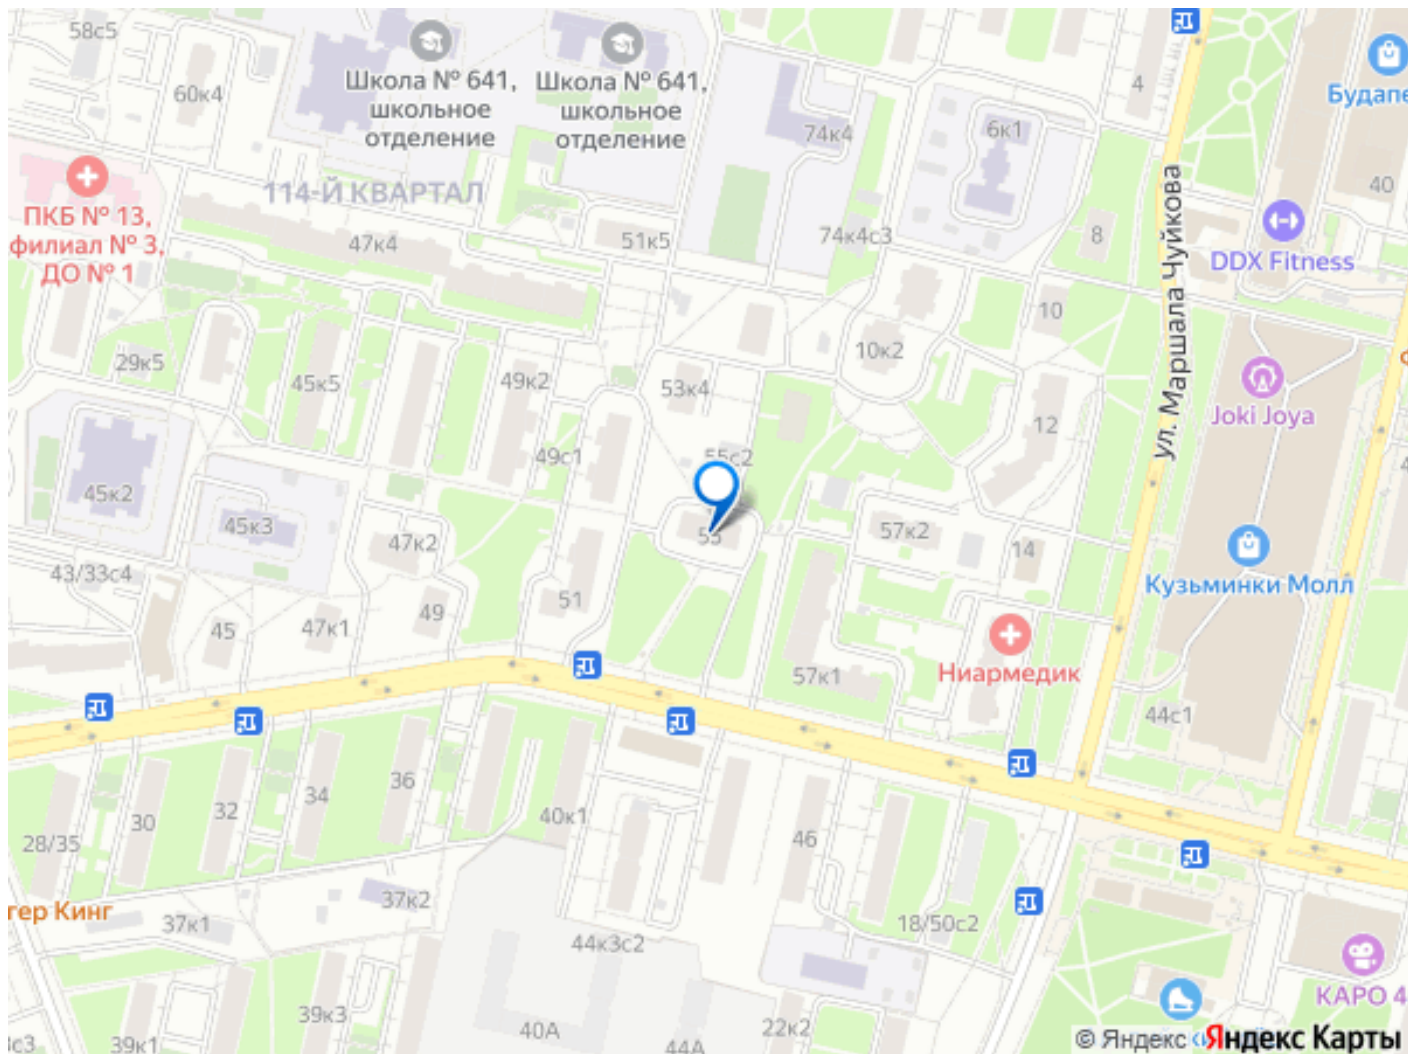 58с5
60к4
Школа № 641,
школьное
отделение
Школа № 641,
школьное
отделение
74к4
6к1
4
Будапе
40
114-Й КВАРТАЛ
ПКБ № 13,
филиал № 3,
ДО № 1
47к4
51к5
74к4с3
8
ул. Маршала Чуйкова
DDX Fitness
10
29к5
45к5
49к2
53к4
10к2
Joki Joya
12
49с1
55с2
45к2
45к3
47к2
55
57к2
14
Кузьминки Молл
43/33с4
45
47к1
49
51
57к1
Ниармедик
44с1
28/35
30
32
34
36
40к1
46
гер Кинг
37к1
37к2
44к3с2
18/50с2
39к3
39к1
40А
44А
22к2
КАРО 4
© Яндекс
Яндекс Карты